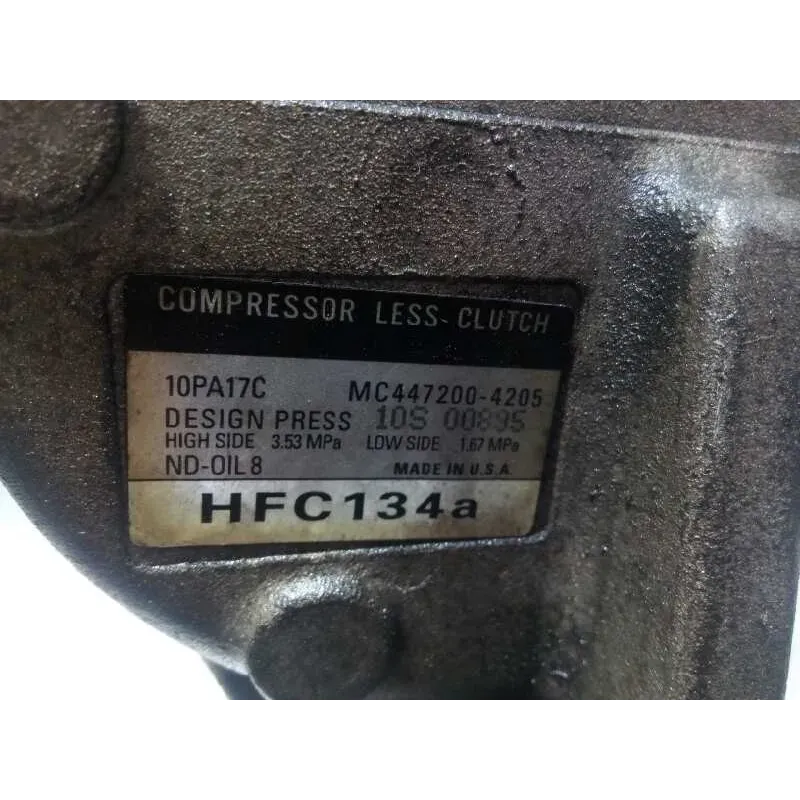 COMPRESSOR LESS-CLUTCH
10PA17C MC447200-4205
DESIGN PRESS 10S 00895
HIGH SIDE 3.53 MPa LOW SIDE 1.67 MPa
ND-OIL 8 MADE IN U.S.A.
HFC134a